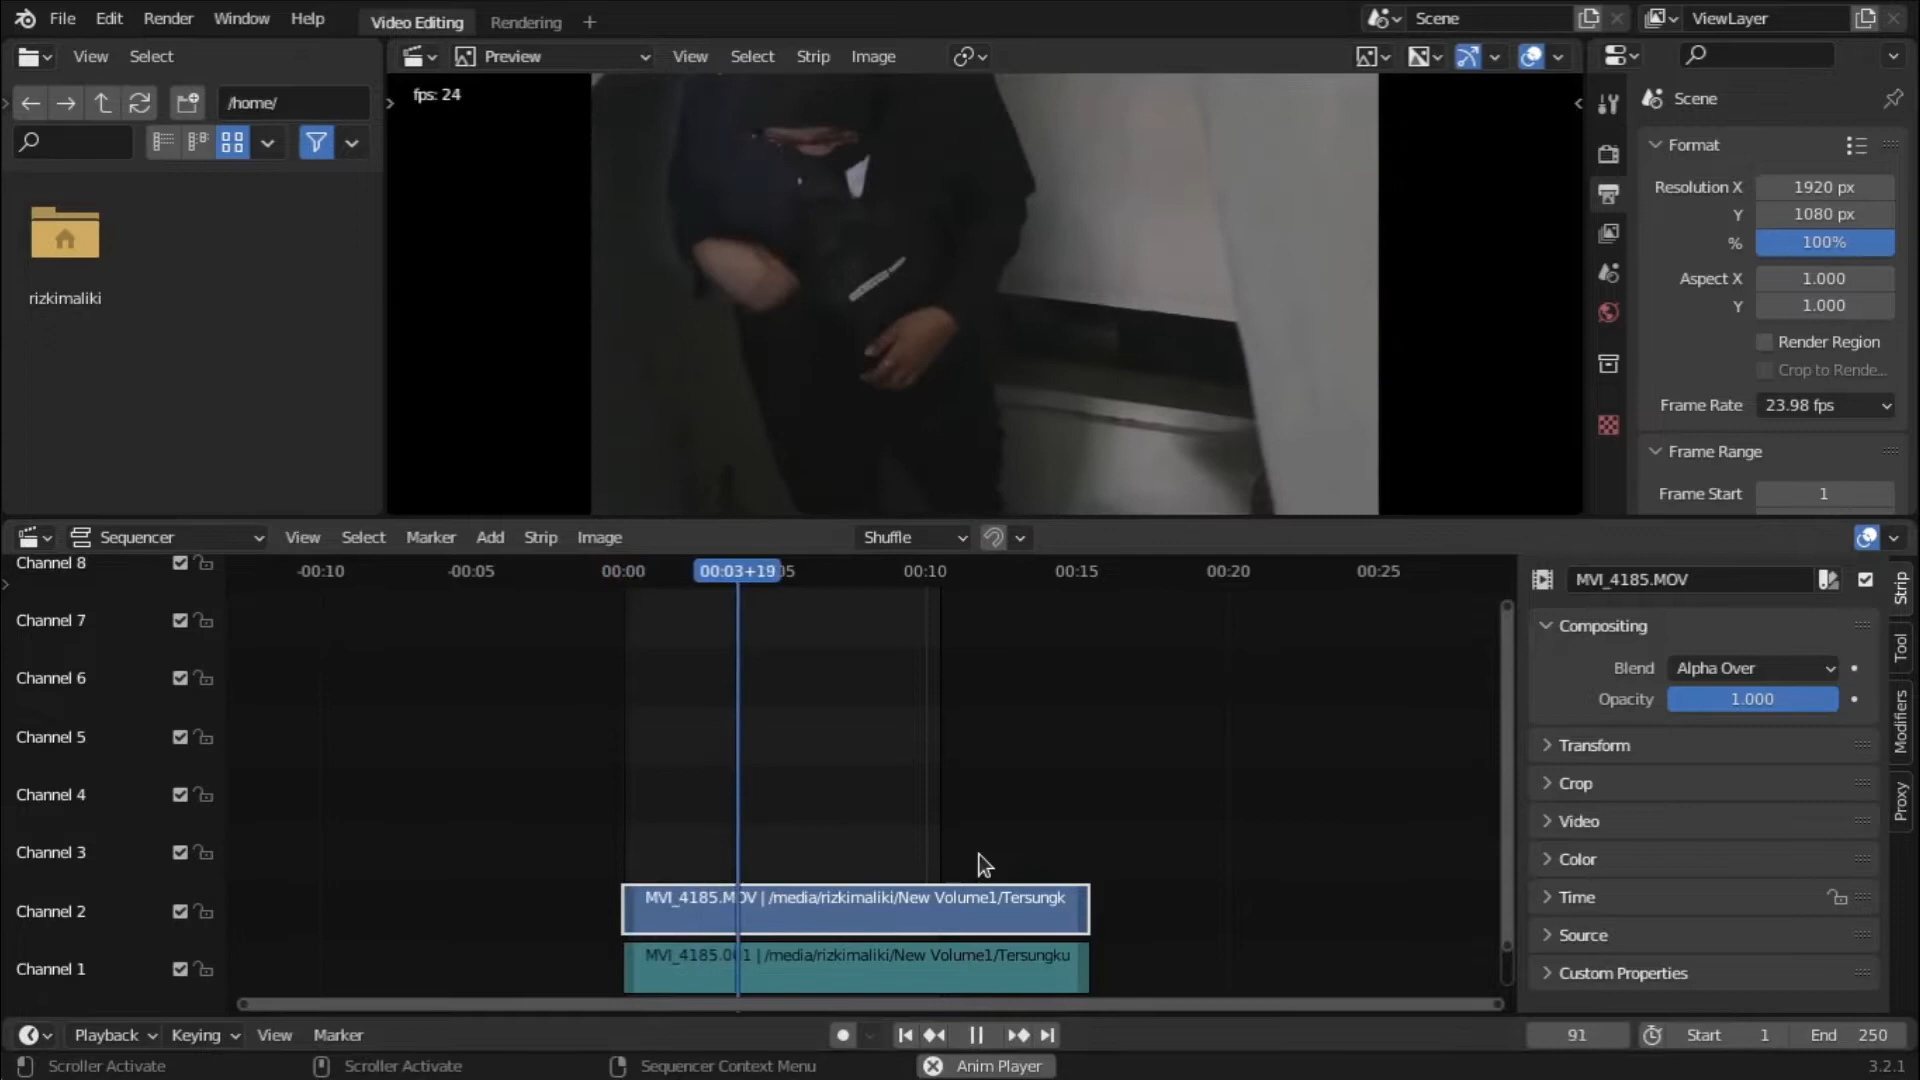 File Edit Render Window Help Video Editing Rendering + Scene ViewLayer
View Select Preview View Select Strip Image
/home/
fps: 24
Scene
Format
Resolution X 1920 px
Y 1080 px
% 100%
Aspect X 1.000
Y 1.000
Render Region
Crop to Rende...
Frame Rate 23.98 fps
Frame Range
Frame Start 1
rizkimaliki
Sequencer View Select Marker Add Strip Image Shuffle
-00:10 -00:05 00:00 00:03+19 05 00:10 00:15 00:20 00:25
Channel 8
Channel 7
Channel 6
Channel 5
Channel 4
Channel 3
Channel 2
Channel 1
MVI_4185.MOV | /media/rizkimaliki/New Volume1/Tersungk
MVI_4185.001 | /media/rizkimaliki/New Volume1/Tersungku
MVI_4185.MOV
Compositing
Blend Alpha Over
Opacity 1.000
Transform
Crop
Video
Color
Time
Source
Custom Properties
Strip
Tool
Modifiers
Proxy
Playback Keying View Marker 91 Start 1 End 250
Scroller Activate Scroller Activate Sequencer Context Menu Anim Player 3.2.1